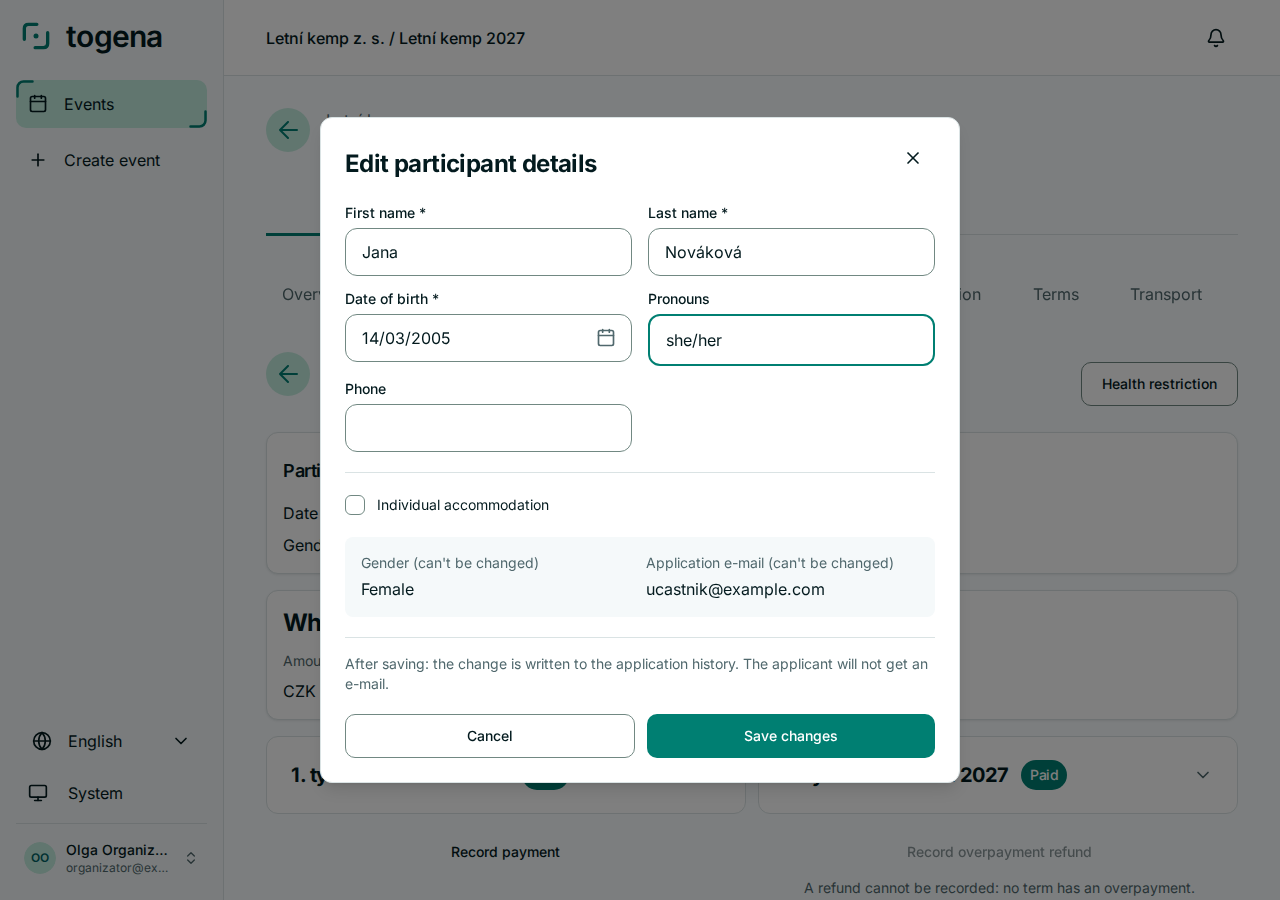 togena
Letní kemp z. s. / Letní kemp 2027
Events
Create event
Edit participant details
First name *
Last name *
Jana
Nováková
Date of birth *
Pronouns
14/03/2005
she/her
Terms
Transport
Phone
Health restriction
Individual accommodation
Date
Gender (can't be changed)
Application e-mail (can't be changed)
Female
ucastnik@example.com
After saving: the change is written to the application history. The applicant will not get an
e-mail.
CZK
Cancel
Save changes
English
System
1.
2027
Paid
Record payment
Record overpayment refund
A refund cannot be recorded: no term has an overpayment.
OO
Olga Organiz...
organizator@ex...